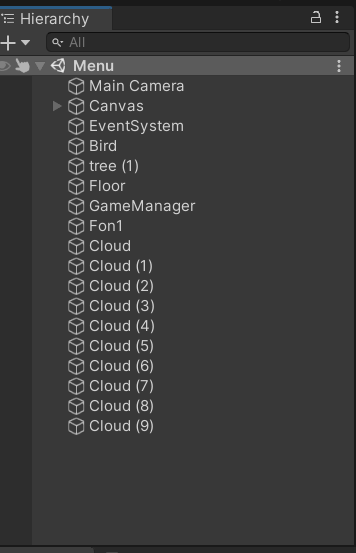 Hierarchy
All
Menu
Main Camera
Canvas
EventSystem
Bird
tree (1)
Floor
GameManager
Fon1
Cloud
Cloud (1)
Cloud (2)
Cloud (3)
Cloud (4)
Cloud (5)
Cloud (6)
Cloud (7)
Cloud (8)
Cloud (9)